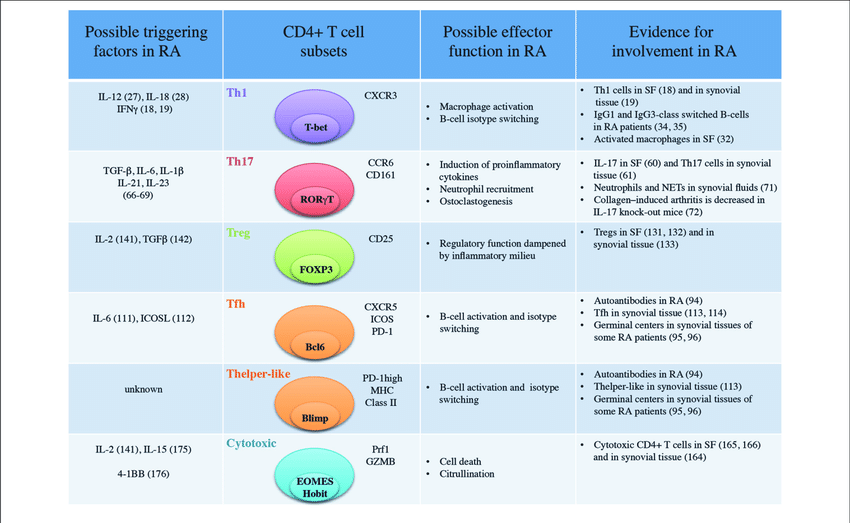 Possible triggering
factors in RA
CD4+ T cell
subsets
Possible effector
function in RA
Evidence for
involvement in RA
IL-12 (27), IL-18 (28)
IFNγ (18, 19)
Th1
T-bet
CXCR3
• Macrophage activation
• B-cell isotype switching
• Th1 cells in SF (18) and in synovial
tissue (19)
• IgG1 and IgG3-class switched B-cells
in RA patients (34, 35)
• Activated macrophages in SF (32)
TGF-β, IL-6, IL-1β
IL-21, IL-23
(66-69)
Th17
RORγT
CCR6
CD161
• Induction of proinflammatory
cytokines
• Neutrophil recruitment
• Ostoclastogenesis
• IL-17 in SF (60) and Th17 cells in synovial
tissue (61)
• Neutrophils and NETs in synovial fluids (71)
• Collagen–induced arthritis is decreased in
IL-17 knock-out mice (72)
IL-2 (141), TGFβ (142)
Treg
FOXP3
CD25
• Regulatory function dampened
by inflammatory milieu
• Tregs in SF (131, 132) and in
synovial tissue (133)
IL-6 (111), ICOSL (112)
Tfh
Bcl6
CXCR5
ICOS
PD-1
• B-cell activation and isotype
switching
• Autoantibodies in RA (94)
• Tfh in synovial tissue (113, 114)
• Germinal centers in synovial tissues of
some RA patients (95, 96)
unknown
Thelper-like
Blimp
PD-1high
MHC
Class II
• B-cell activation and isotype
switching
• Autoantibodies in RA (94)
• Thelper-like in synovial tissue (113)
• Germinal centers in synovial tissues of
some RA patients (95, 96)
IL-2 (141), IL-15 (175)
4-1BB (176)
Cytotoxic
EOMES
Hobit
Prf1
GZMB
• Cell death
• Citrullination
• Cytotoxic CD4+ T cells in SF (165, 166)
and in synovial tissue (164)